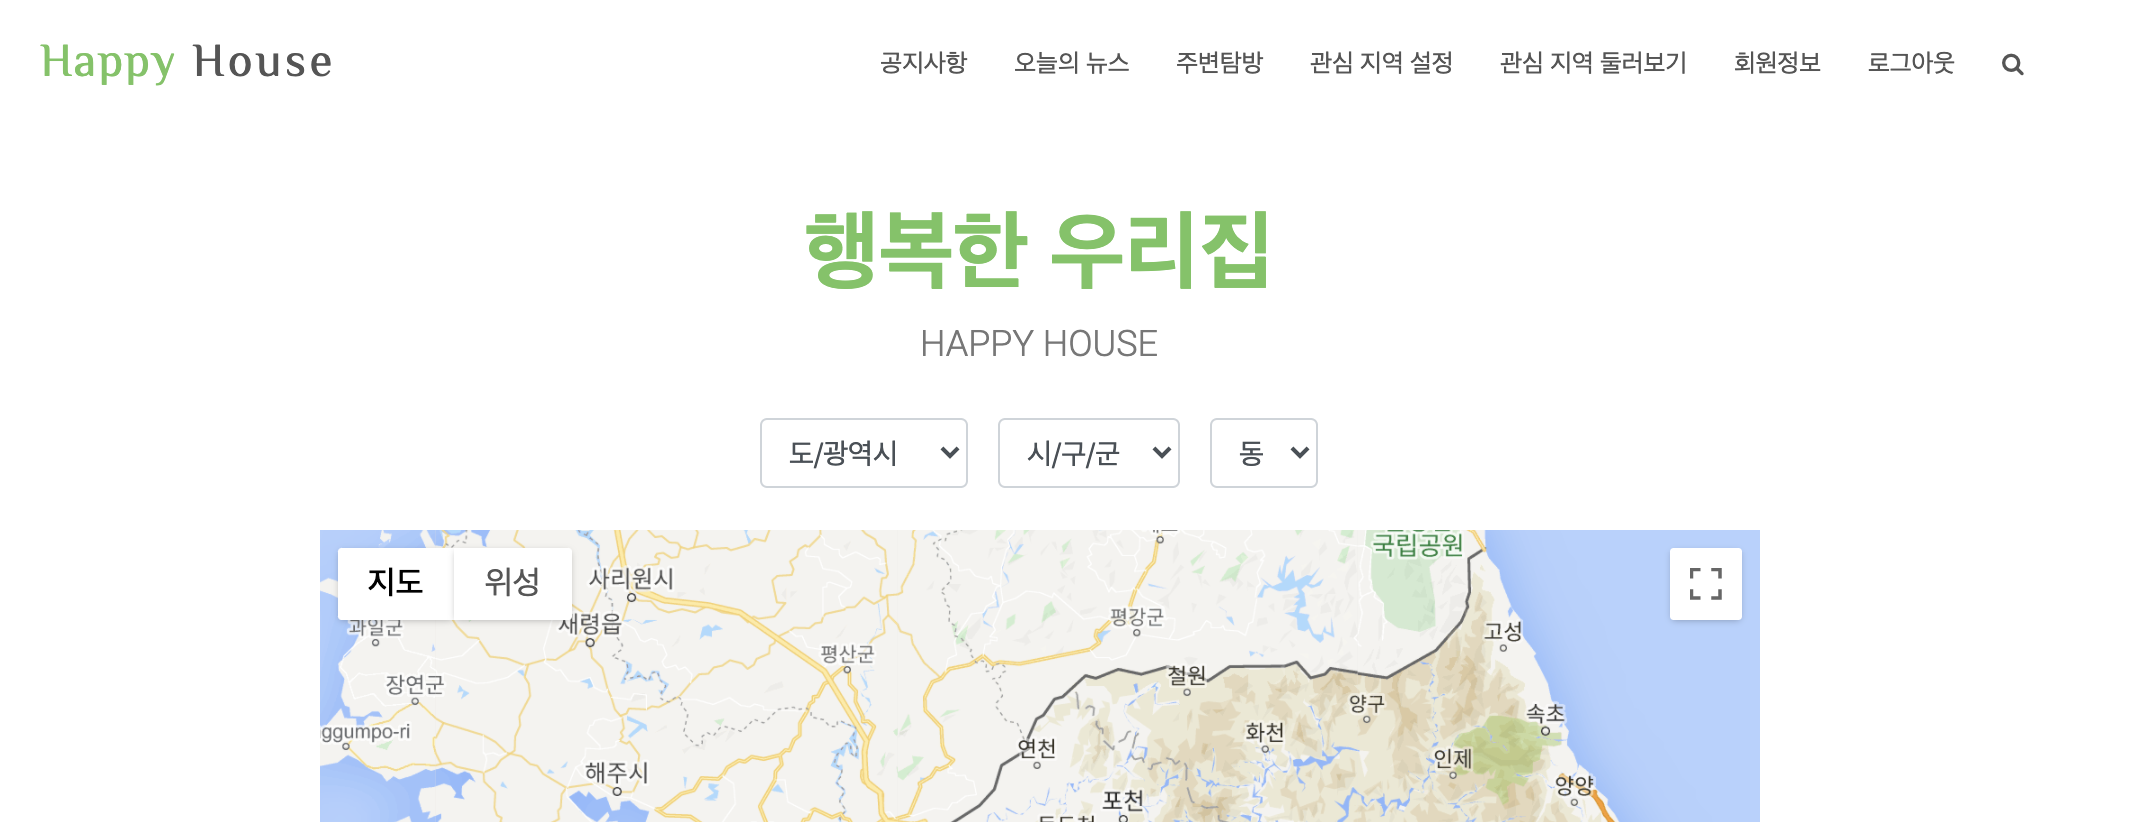 Happy House
공지사항 오늘의 뉴스 주변탐방 관심 지역 설정 관심 지역 둘러보기 회원정보 로그아웃
행복한 우리집
HAPPY HOUSE
도/광역시 시/구/군 동
지도 위성
사리원시
국립공원
과일군
재령읍
평강군
고성
평산군
장연군
철원
양구
속초
ggumpo-ri
화천
연천
인제
해주시
양양
포천